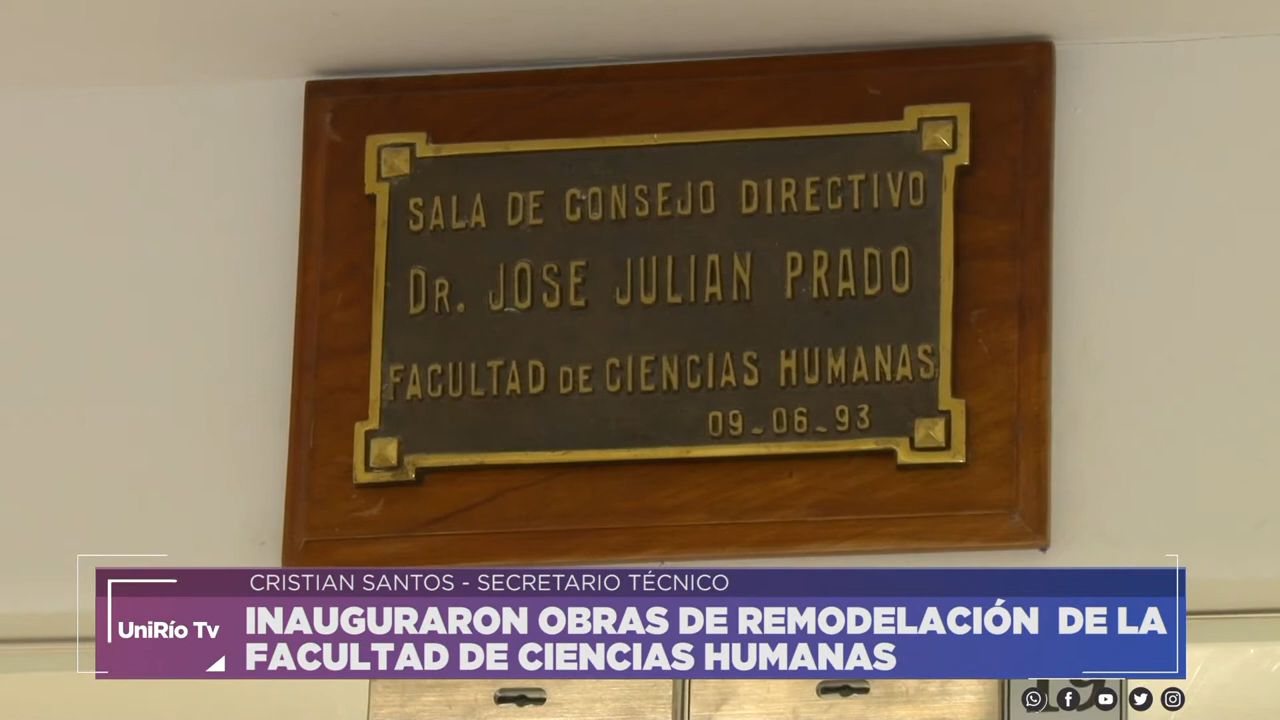 SALA DE CONSEJO DIRECTIVO
DR. JOSE JULIAN PRADO
FACULTAD DE CIENCIAS HUMANAS
09-06-93
CRISTIAN SANTOS - SECRETARIO TÉCNICO
UniRío Tv
INAUGURARON OBRAS DE REMODELACIÓN DE LA
FACULTAD DE CIENCIAS HUMANAS
19